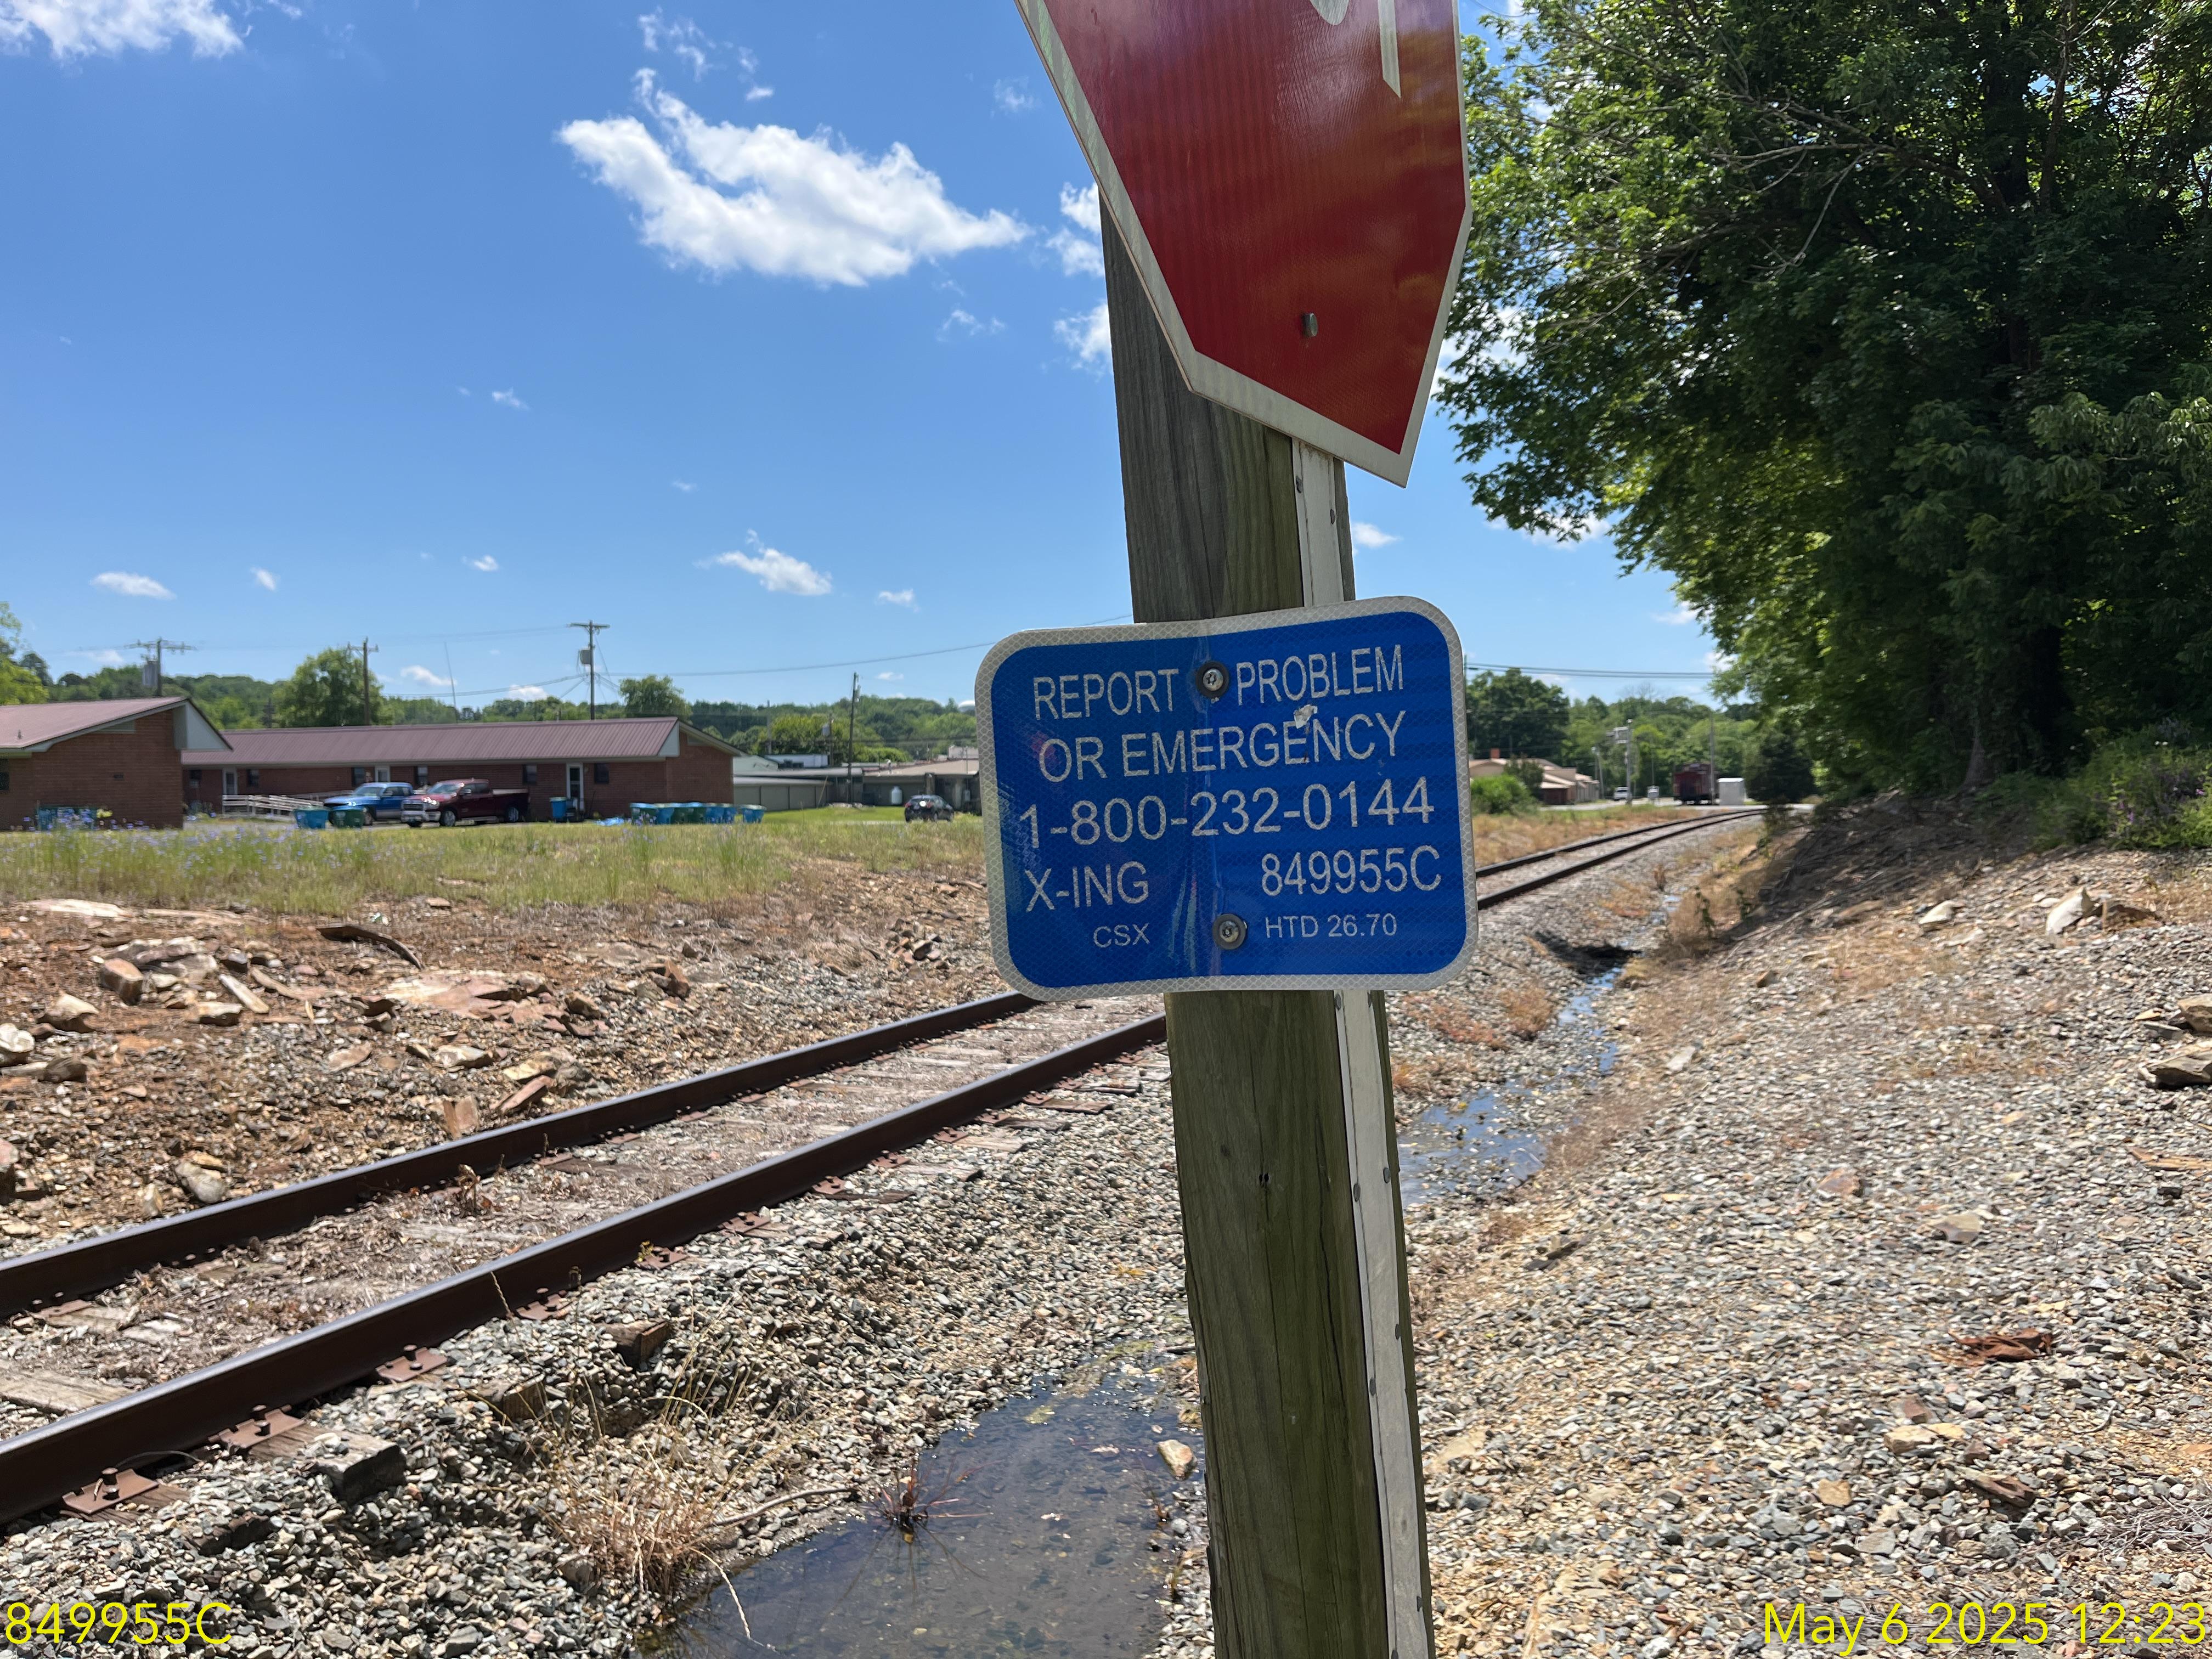 REPORT PROBLEM
OR EMERGENCY
1-800-232-0144
X-ING 849955C
CSX HTD 26.70
849955C
May 6 2025 12:23